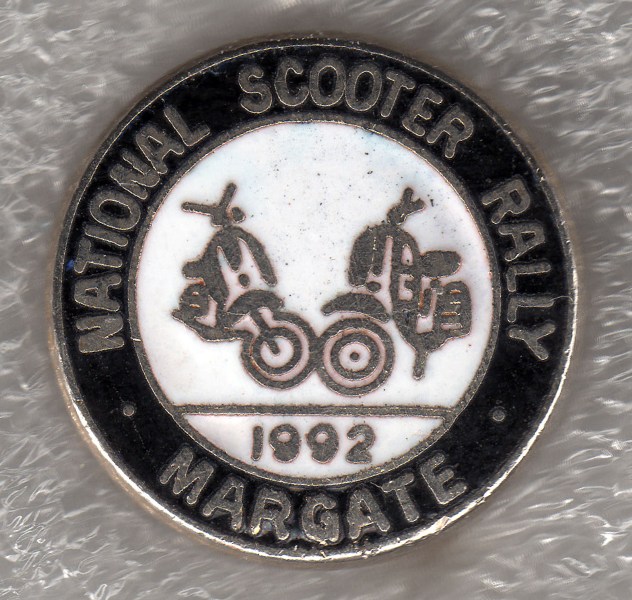 NATIONAL SCOOTER RALLY
1992
MARGATE